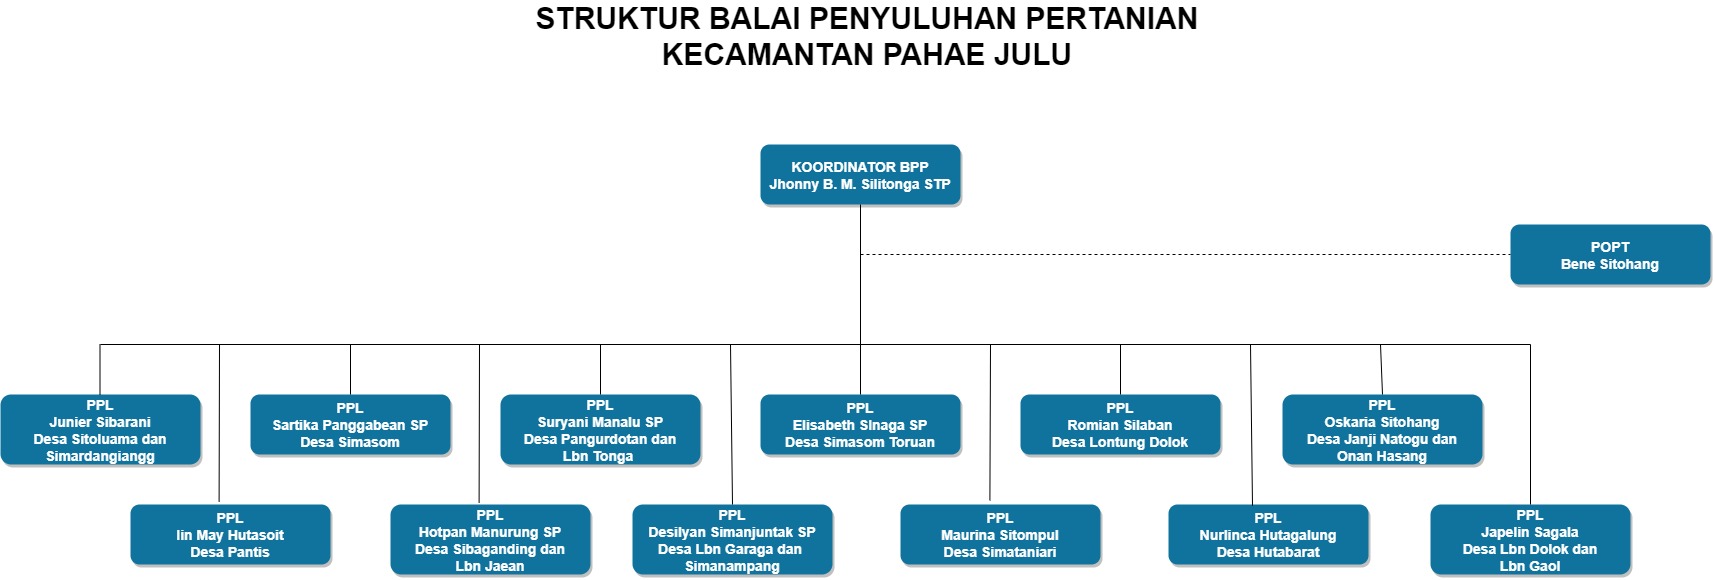 STRUKTUR BALAI PENYULUHAN PERTANIAN
KECAMANTAN PAHAE JULU
KOORDINATOR BPP
Jhonny B. M. Silitonga STP
POPT
Bene Sitohang
PPL
Junier Sibarani
Desa Sitoluama dan
Simardangiangg
PPL
Sartika Panggabean SP
Desa Simasom
PPL
Suryani Manalu SP
Desa Pangurdotan dan
Lbn Tonga
PPL
Elisabeth SInaga SP
Desa Simasom Toruan
PPL
Romian Silaban
Desa Lontung Dolok
PPL
Oskaria Sitohang
Desa Janji Natogu dan
Onan Hasang
PPL
Iin May Hutasoit
Desa Pantis
PPL
Hotpan Manurung SP
Desa Sibaganding dan
Lbn Jaean
PPL
Desilyan Simanjuntak SP
Desa Lbn Garaga dan
Simanampang
PPL
Maurina Sitompul
Desa Simataniari
PPL
Nurlinca Hutagalung
Desa Hutabarat
PPL
Japelin Sagala
Desa Lbn Dolok dan
Lbn Gaol